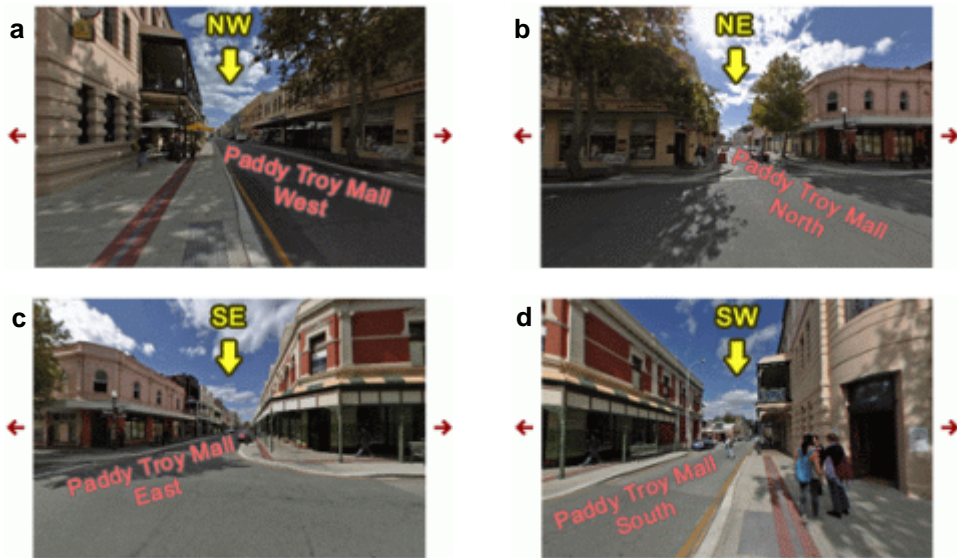 a
NW
Paddy Troy Mall
West
b
NE
Paddy Troy Mall
North
c
SE
Paddy Troy Mall
East
d
SW
Paddy Troy Mall
South